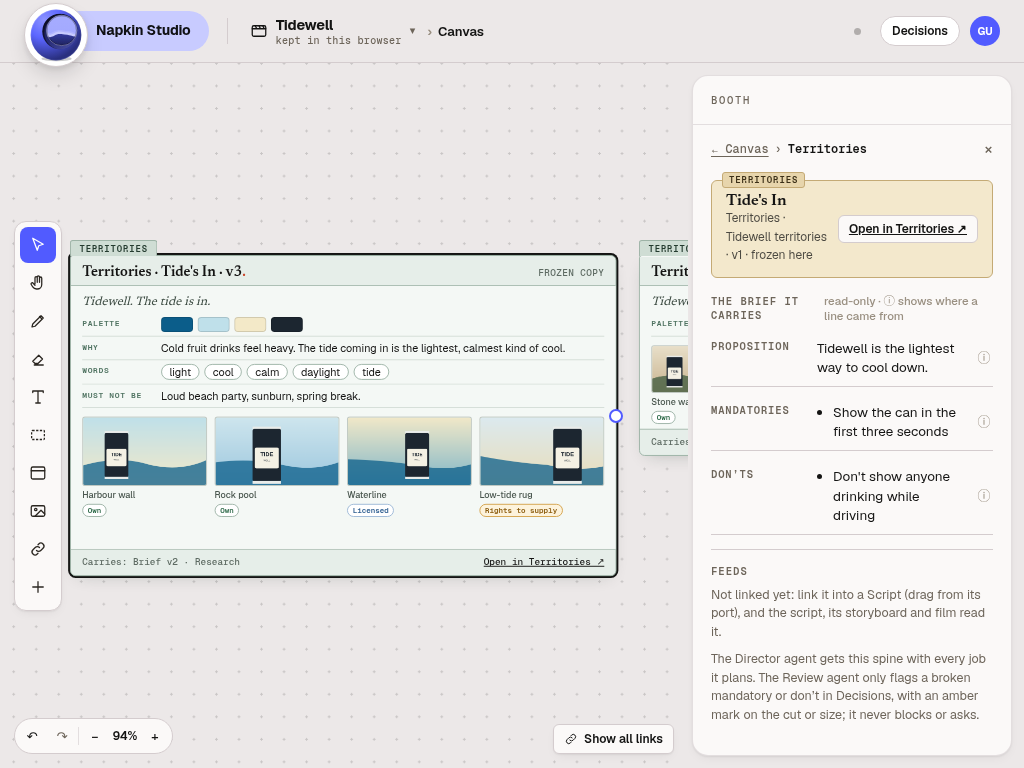 Napkin Studio
Tidewell
kept in this browser
▾
› Canvas
Decisions
GU
BOOTH
← Canvas › Territories
×
TERRITORIES
Tide's In
Territories ·
Tidewell territories
· v1 · frozen here
Open in Territories ↗
THE BRIEF IT
CARRIES
read-only · ⓘ shows where a
line came from
PROPOSITION
Tidewell is the lightest
way to cool down.
MANDATORIES
• Show the can in the
first three seconds
DON'TS
• Don't show anyone
drinking while
driving
FEEDS
Not linked yet: link it into a Script (drag from its
port), and the script, its storyboard and film read
it.
The Director agent gets this spine with every job
it plans. The Review agent only flags a broken
mandatory or don't in Decisions, with an amber
mark on the cut or size; it never blocks or asks.
TERRITORIES
Territories · Tide's In · v3.
FROZEN COPY
Tidewell. The tide is in.
PALETTE
WHY
Cold fruit drinks feel heavy. The tide coming in is the lightest, calmest kind of cool.
WORDS
light cool calm daylight tide
MUST NOT BE
Loud beach party, sunburn, spring break.
TIDE TIDE TIDE TIDE
Harbour wall Rock pool Waterline Low-tide rug
Own Own Licensed Rights to supply
Carries: Brief v2 · Research
Open in Territories ↗
TERRITO
Territ
Tidew
PALETTE
TIDE
Stone wa
Own
Carries
94%
Show all links